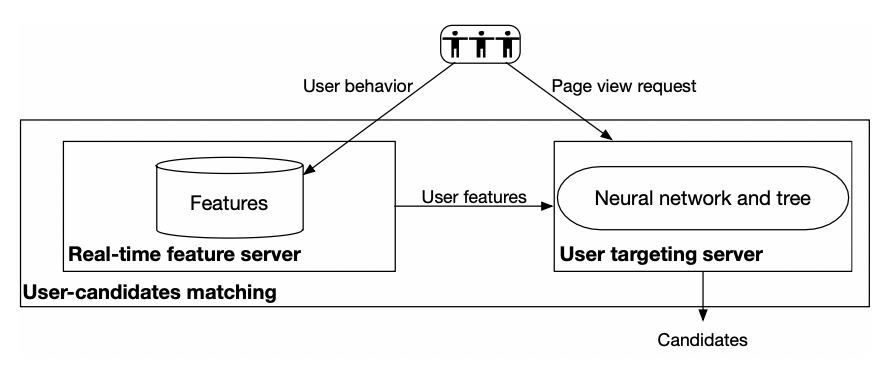 User behavior
Page view request
Features
User features
Neural network and tree
Real-time feature server
User targeting server
User-candidates matching
Candidates